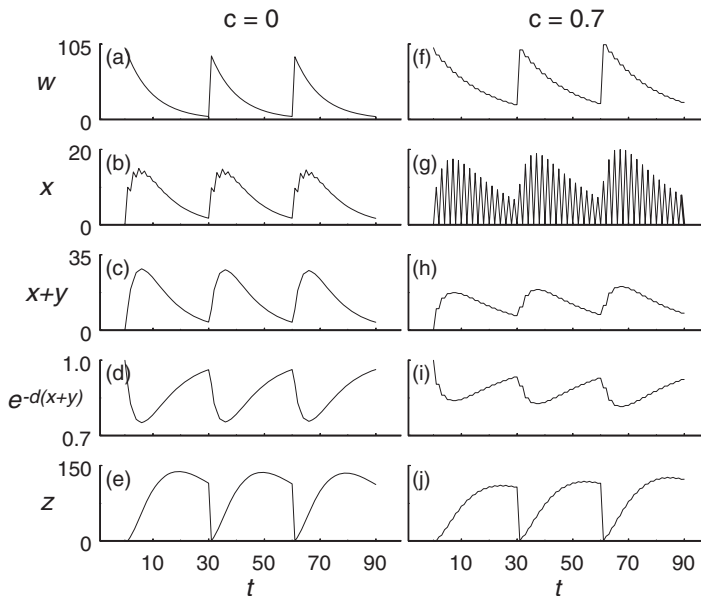 c = 0
c = 0.7
105
w
0
(a)
(f)
20
x
0
(b)
(g)
35
x+y
0
(c)
(h)
1.0
e-d(x+y)
0.7
(d)
(i)
150
z
0
(e)
(j)
10 30 50 70 90
10 30 50 70 90
t
t